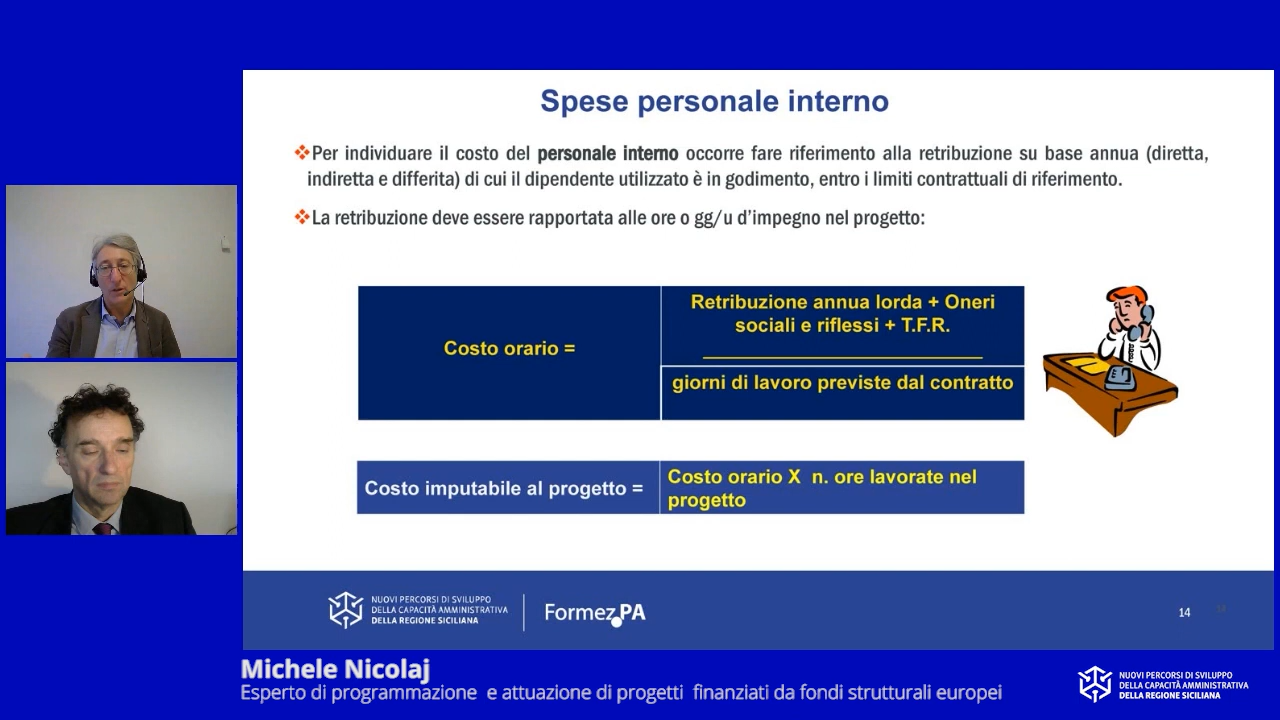 Spese personale interno
❖Per individuare il costo del personale interno occorre fare riferimento alla retribuzione su base annua (diretta,
indiretta e differita) di cui il dipendente utilizzato è in godimento, entro i limiti contrattuali di riferimento.
❖La retribuzione deve essere rapportata alle ore o gg/u d’impegno nel progetto:
Costo orario =
Retribuzione annua lorda + Oneri
sociali e riflessi + T.F.R.
giorni di lavoro previste dal contratto
Costo imputabile al progetto =
Costo orario X n. ore lavorate nel
progetto
NUOVI PERCORSI DI SVILUPPO
DELLA CAPACITÀ AMMINISTRATIVA
DELLA REGIONE SICILIANA
Formez.PA
14
Michele Nicolaj
Esperto di programmazione e attuazione di progetti finanziati da fondi strutturali europei
NUOVI PERCORSI DI SVILUPPO
DELLA CAPACITÀ AMMINISTRATIVA
DELLA REGIONE SICILIANA